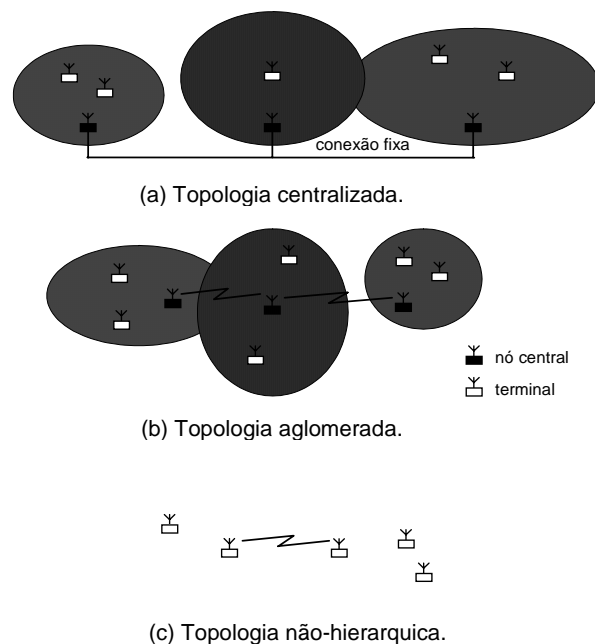 conexão fixa
(a) Topologia centralizada.
nó central
terminal
(b) Topologia aglomerada.
(c) Topologia não-hierarquica.